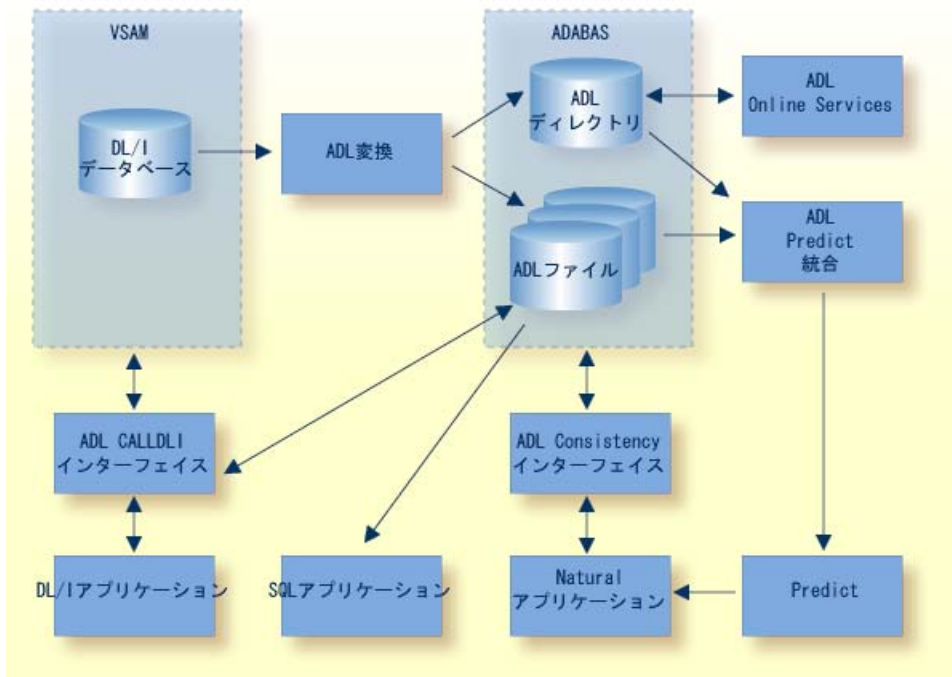 VSAM
ADABAS
DL/I
データベース
ADL変換
ADL
ディレクトリ
ADL
Online Services
ADLファイル
ADL
Predict
統合
ADL CALLDLI
インターフェイス
ADL Consistency
インターフェイス
DL/Iアプリケーション
SQLアプリケーション
Natural
アプリケーション
Predict